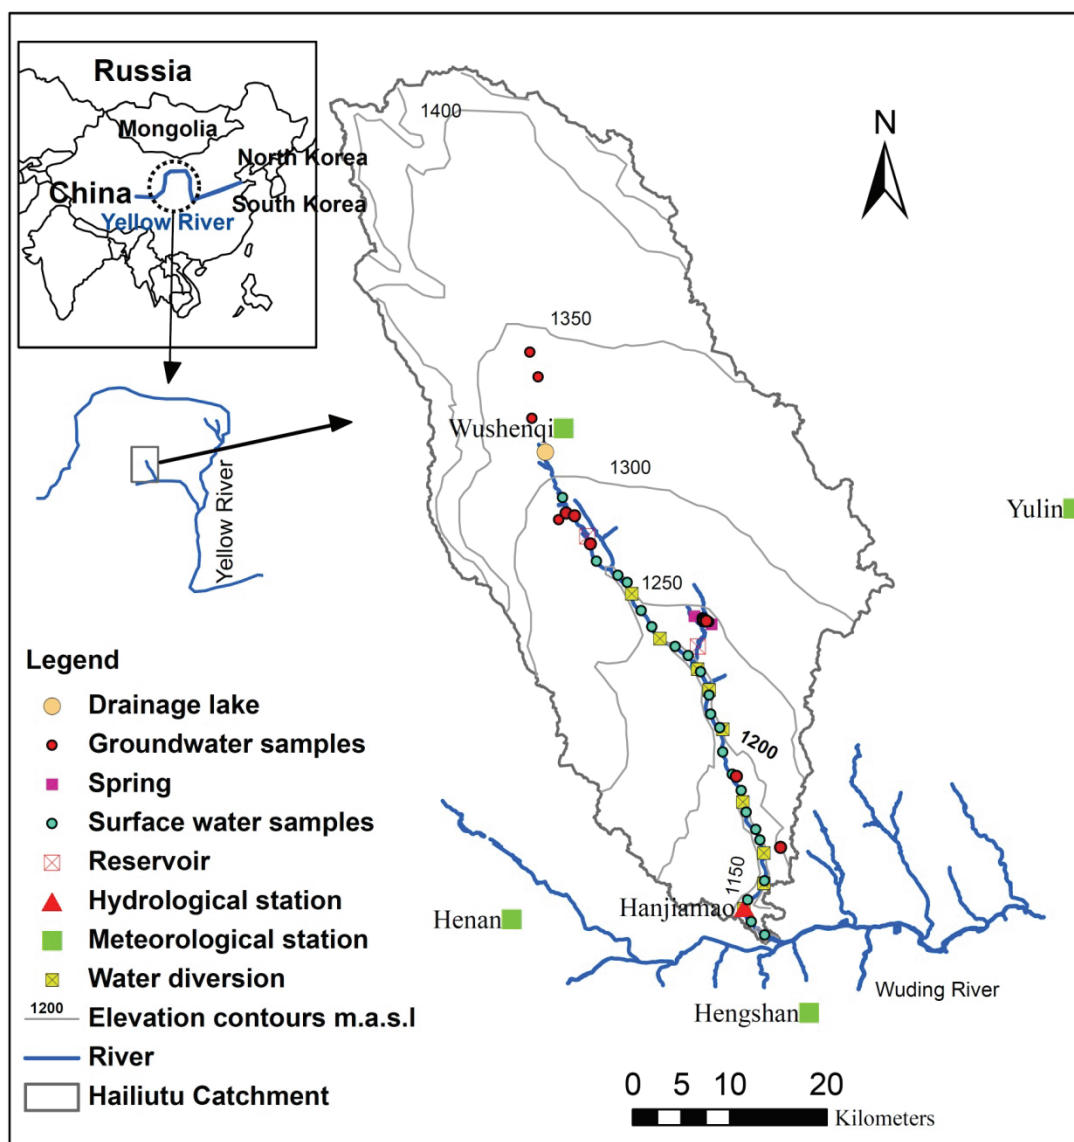 Russia
Mongolia
North Korea
China
South Korea
Yellow River
Yellow River
N
1400
1350
Wushenqi
1300
Yulin
1250
1200
1150
Hanjiamao
Henan
Wuding River
Hengshan
Legend
Drainage lake
Groundwater samples
Spring
Surface water samples
Reservoir
Hydrological station
Meteorological station
Water diversion
1200 Elevation contours m.a.s.l
River
Hailiutu Catchment
0 5 10 20
Kilometers